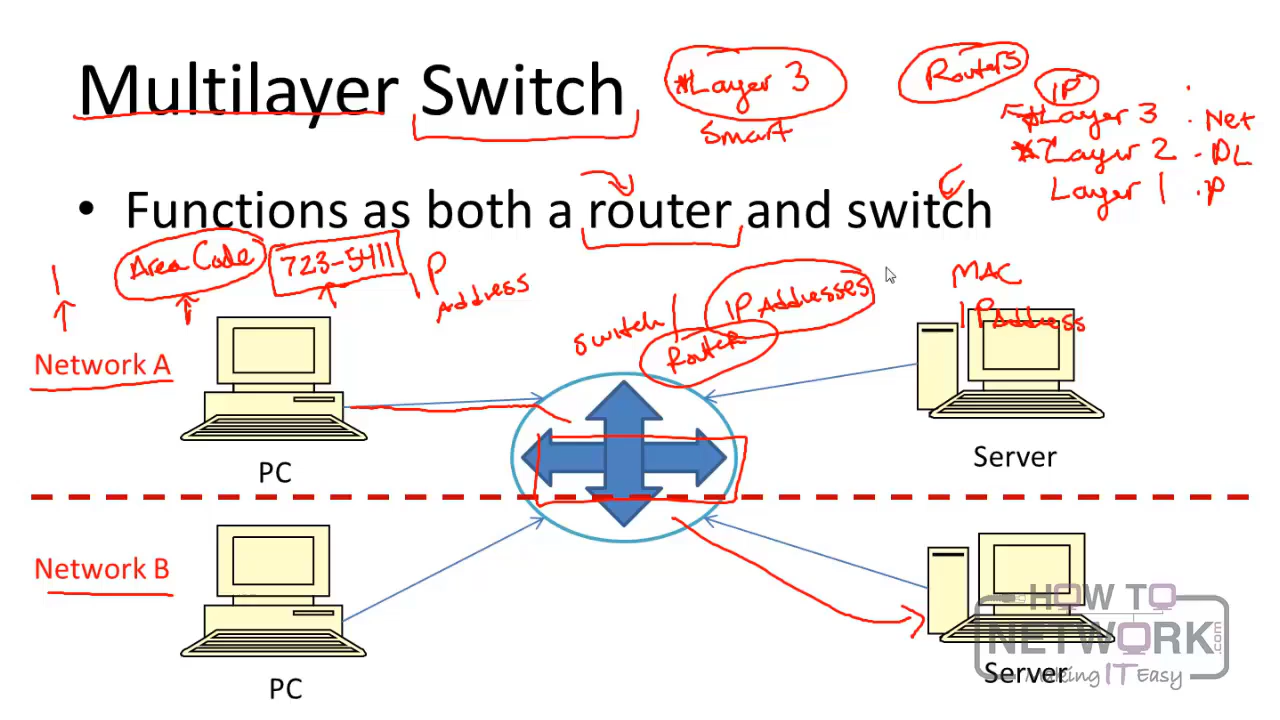 Multilayer Switch
*Layer 3
Smart
Routers
IP
*Layer 3 . Net
*Layer 2 - DL
Layer 1 . P
• Functions as both a router and switch
1
Area Code
723-5411
IP
Address
switch /
Router
IP Addresses
MAC
IP Address
Network A
PC
Server
Network B
PC
Server
HOW TO
NETWORK.com
Making IT Easy